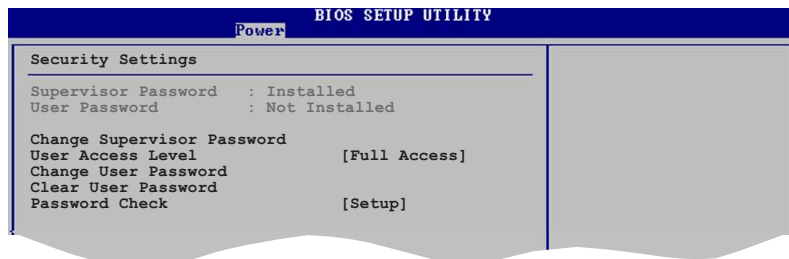 BIOS SETUP UTILITY
Power
Security Settings
Supervisor Password : Installed
User Password : Not Installed
Change Supervisor Password
User Access Level [Full Access]
Change User Password
Clear User Password
Password Check [Setup]